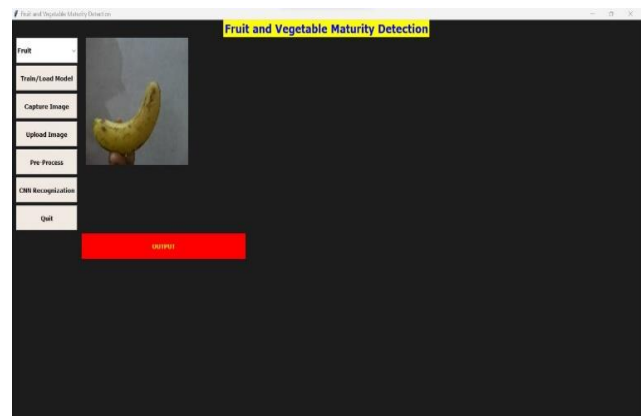 Fruit and Vegetable Maturity Detection
Fruit and Vegetable Maturity Detection
Fruit
Train/Load Model
Capture Image
Upload Image
Pre-Process
CNN Recognization
Quit
OUTPUT